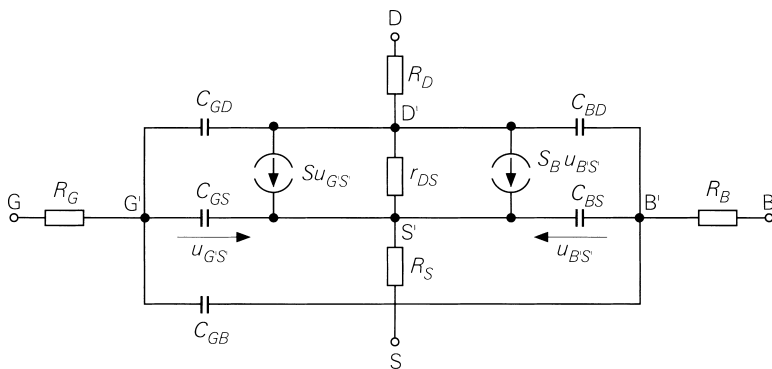 D
R_D
C_GD
D'
C_BD
Su_G'S'
r_DS
S_B u_B'S'
G
R_G
G'
C_GS
S'
C_BS
B'
R_B
B
u_G'S'
u_B'S'
R_S
C_GB
S